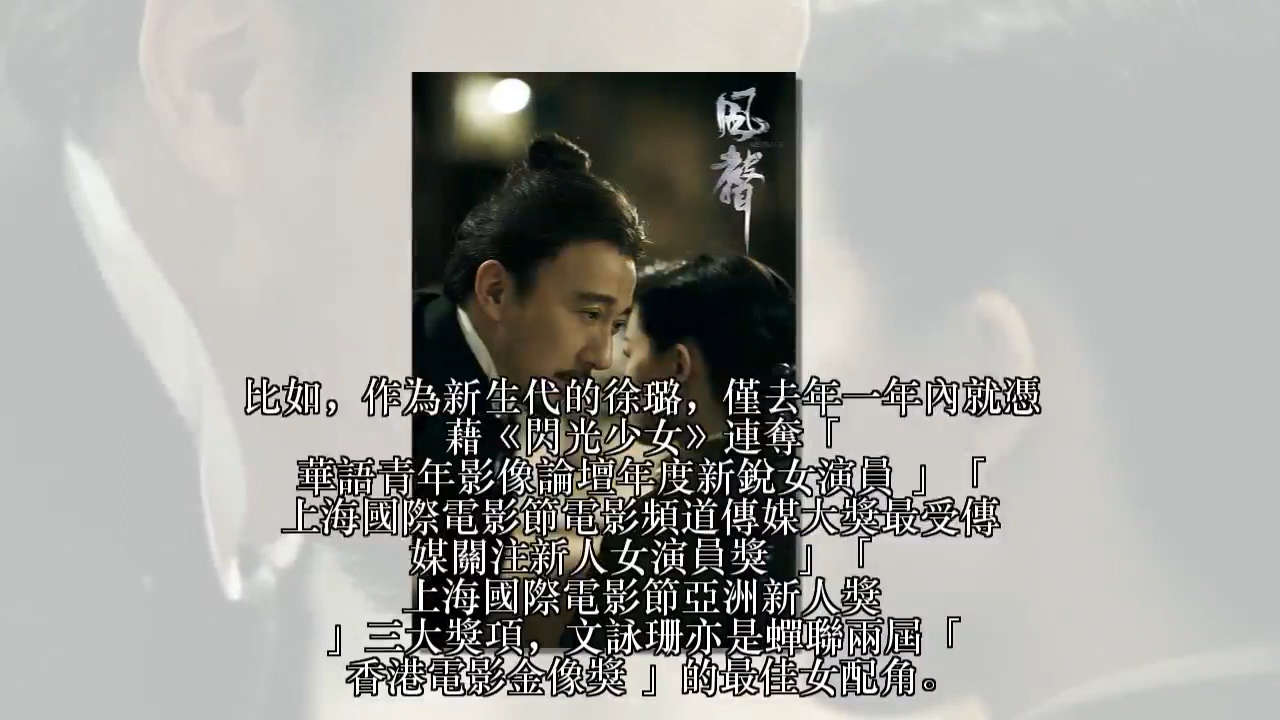 風聲
比如，作為新生代的徐璐，僅去年一年內就憑
藉《閃光少女》連奪「
華語青年影像論壇年度新銳女演員 」「
上海國際電影節電影頻道傳媒大獎最受傳
媒關注新人女演員獎 」「
上海國際電影節亞洲新人獎
」三大獎項，文詠珊亦是蟬聯兩屆「
香港電影金像獎 」的最佳女配角。